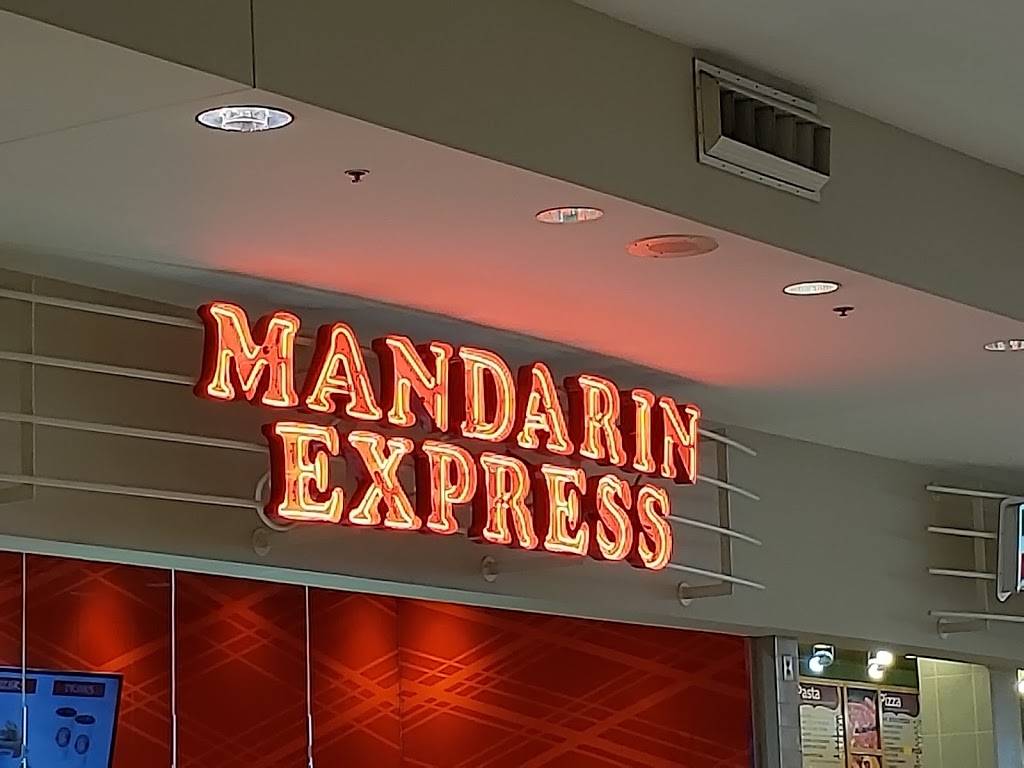 MANDARIN
EXPRESS
Pasta
Pizza